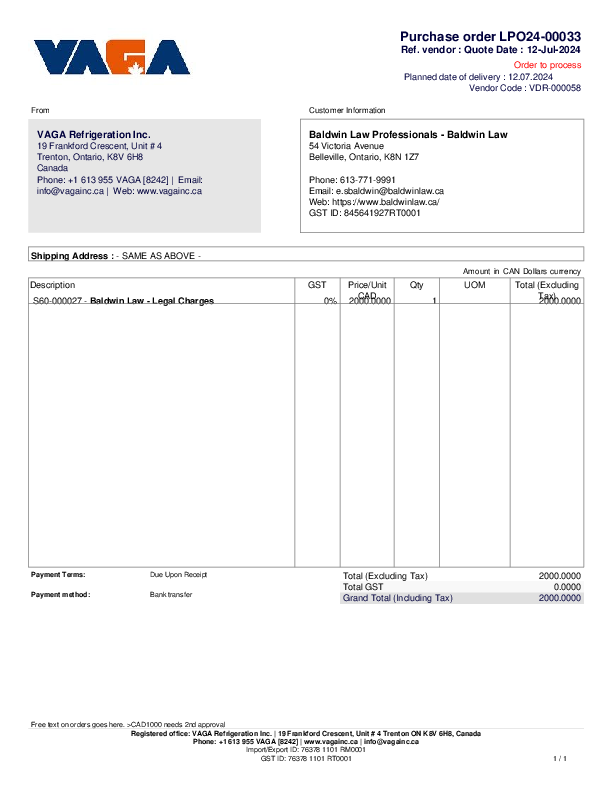 VAGA
Purchase order LPO24-00033
Ref. vendor : Quote Date : 12-Jul-2024
Order to process
Planned date of delivery : 12.07.2024
Vendor Code : VDR-000058
From
Customer Information
VAGA Refrigeration Inc.
19 Frankford Crescent, Unit # 4
Trenton, Ontario, K8V 6H8
Canada
Phone: +1 613 955 VAGA [8242] | Email:
info@vagainc.ca | Web: www.vagainc.ca
Baldwin Law Professionals - Baldwin Law
54 Victoria Avenue
Belleville, Ontario, K8N 1Z7
Phone: 613-771-9991
Email: e.sbaldwin@baldwinlaw.ca
Web: https://www.baldwinlaw.ca/
GST ID: 845641927RT0001
Shipping Address : - SAME AS ABOVE -
Amount in CAN Dollars currency
Description GST Price/Unit CAD Qty UOM Total (Excluding Tax)
S60-000027 - Baldwin Law - Legal Charges 0% 2000.0000 1 2000.0000
Payment Terms: Due Upon Receipt
Payment method: Bank transfer
Total (Excluding Tax) 2000.0000
Total GST 0.0000
Grand Total (Including Tax) 2000.0000
Free text on orders goes here. >CAD1000 needs 2nd approval
Registered office: VAGA Refrigeration Inc. | 19 Frankford Crescent, Unit # 4 Trenton ON K8V 6H8, Canada
Phone: +1 613 955 VAGA [8242] | www.vagainc.ca | info@vagainc.ca
Import/Export ID: 76378 1101 RM0001
GST ID: 76378 1101 RT0001
1 / 1